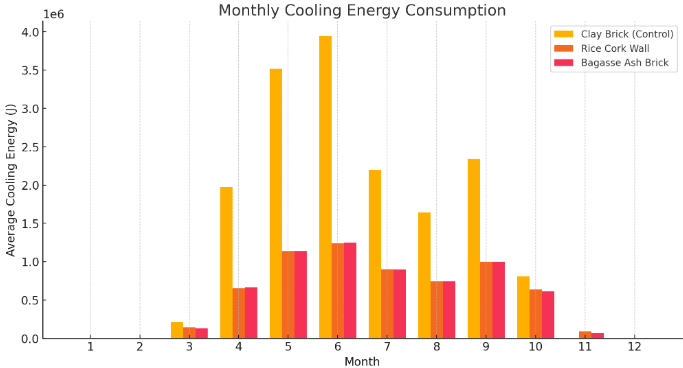 Monthly Cooling Energy Consumption
1e6
Clay Brick (Control)
Rice Cork Wall
Bagasse Ash Brick
Average Cooling Energy (J)
4.0
3.5
3.0
2.5
2.0
1.5
1.0
0.5
0.0
1 2 3 4 5 6 7 8 9 10 11 12
Month